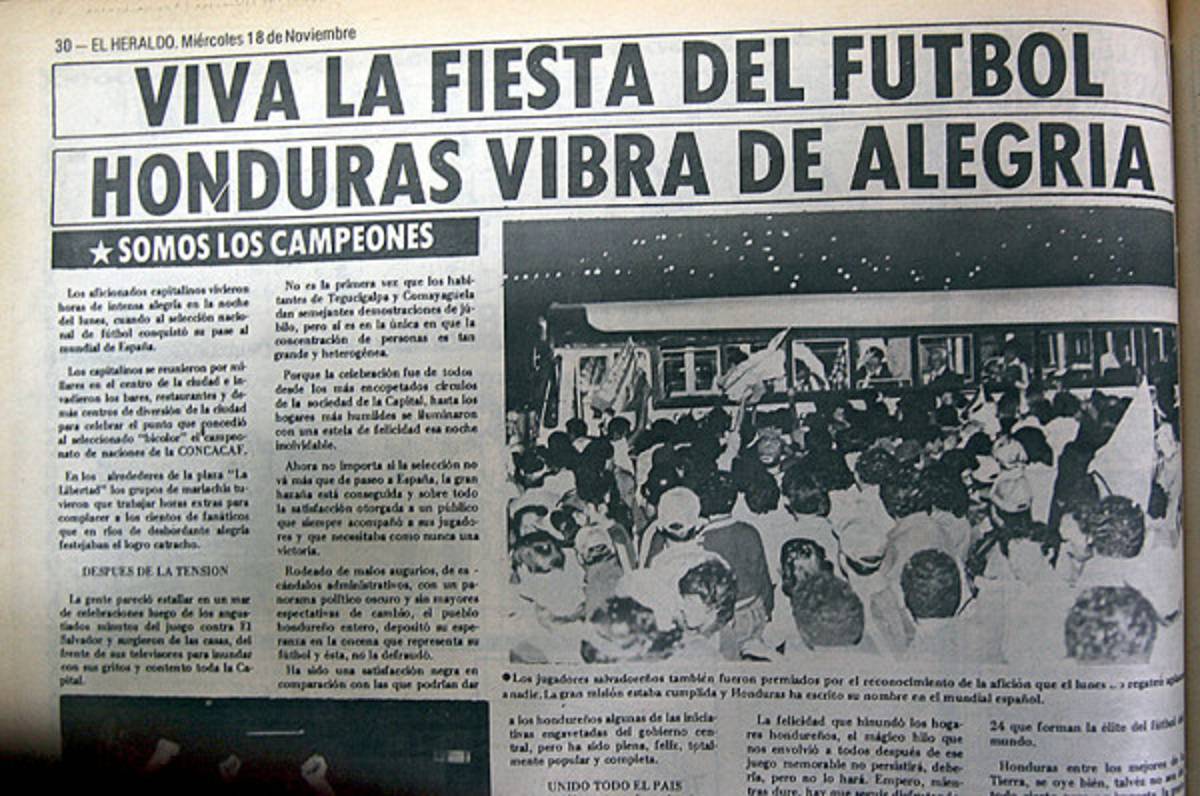 30 — EL HERALDO. Miércoles 18 de Noviembre
VIVA LA FIESTA DEL FUTBOL
HONDURAS VIBRA DE ALEGRIA
★ SOMOS LOS CAMPEONES
Los aficionados capitalinos vivieron
horas de intensa alegría en la noche
del lunes, cuando al selección nacio-
nal de fútbol conquistó su pase al
mundial de España.
Los capitalinos se reunieron por mi-
llares en el centro de la ciudad e in-
vadieron los bares, restaurantes y de-
más centros de diversión de la ciudad
para celebrar el punto que concedió
al seleccionado "bicolor" el campeo-
nato de naciones de la CONCACAF.
En los alrededores de la plaza "La
Libertad" los grupos de mariachis tu-
vieron que trabajar horas extras para
complacer a los cientos de fanáticos
que en ríos de desbordante alegría
festejaban el logro catracho.
DESPUES DE LA TENSION
La gente pareció estallar en un mar
de celebraciones luego de los angus-
tiados minutos del juego contra El
Salvador y surgieron de las casas, del
frente de sus televisores para inundar
con sus gritos y contento toda la Ca-
pital.
No es la primera vez que los habi-
tantes de Tegucigalpa y Comayagüela
dan semejantes demostraciones de jú-
bilo, pero sí es en la única en que la
concentración de personas es tan
grande y heterogénea.
Porque la celebración fue de todos
desde los más encopetados círculos
de la sociedad de la Capital, hasta los
hogares más humildes se iluminaron
con una estela de felicidad esa noche
inolvidable.
Ahora no importa si la selección no
vá más que de paseo a España, la gran
hazaña está conseguida y sobre todo
la satisfacción otorgada a un público
que siempre acompañó a sus jugado-
res y que necesitaba como nunca una
victoria.
Rodeado de malos augurios, de es-
cándalos administrativos, con un pa-
norama político oscuro y sin mayores
espectativas de cambio, el pueblo
hondureño entero, depositó su espe-
ranza en la oncena que representa su
fútbol y ésta, no la defraudó.
Ha sido una satisfacción negra en
comparación con las que podrían dar
●Los jugadores salvadoreños también fueron premiados por el reconocimiento de la afición que el lunes regateó
a nadie. La gran misión estaba cumplida y Honduras ha escrito su nombre en el mundial español.
a los hondureños algunas de las inicia-
tivas engavetadas del gobierno cen-
tral, pero ha sido plena, feliz, total-
mente popular y completa.
UNIDO TODO EL PAIS
La felicidad que hinundó los hoga-
res hondureños, el mágico hilo que
nos envolvió a todos después de ese
juego memorable no persistirá, debe-
ría, pero no lo hará. Empero, mien-
tras dure, hay que seguir
24 que forman la élite del fútbol
mundo.
Honduras entre los mejores
Tierra, se oye bién, talvés no